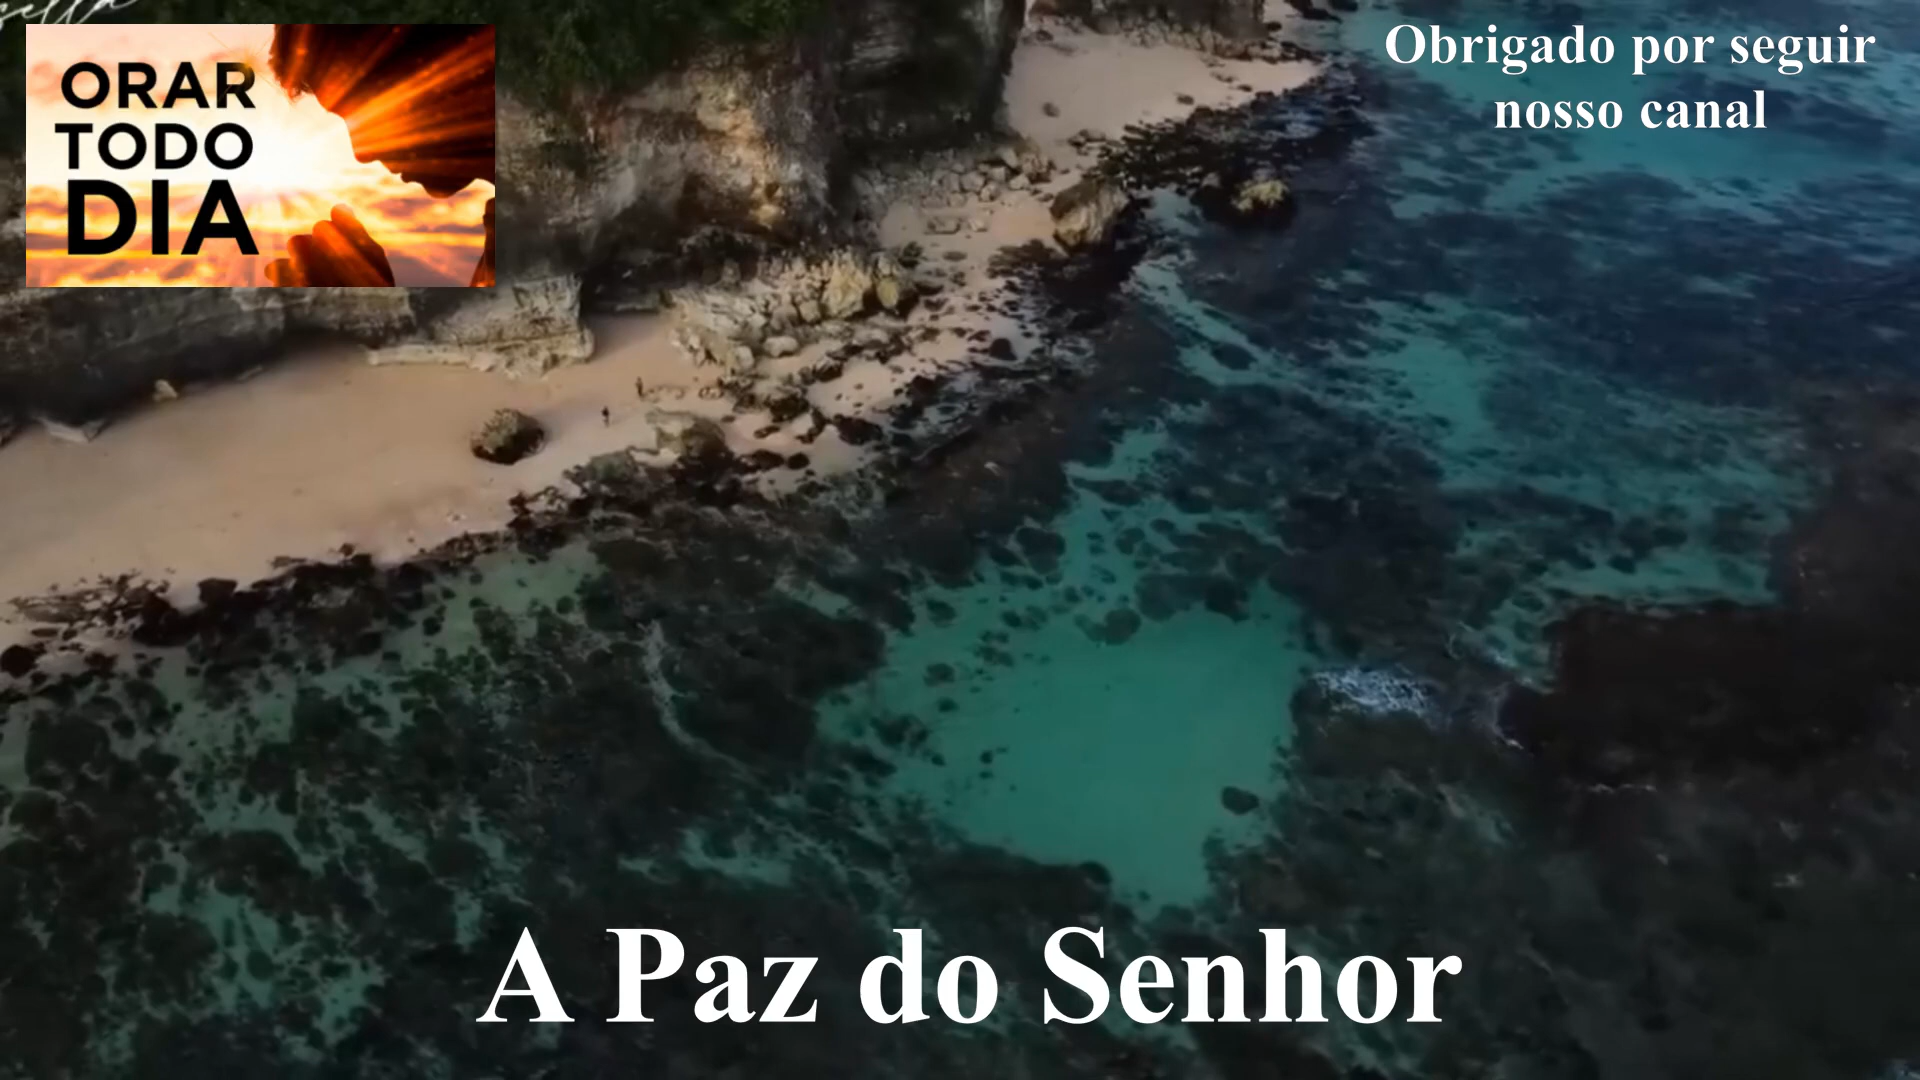 ORAR
TODO
DIA
Obrigado por seguir
nosso canal
A Paz do Senhor